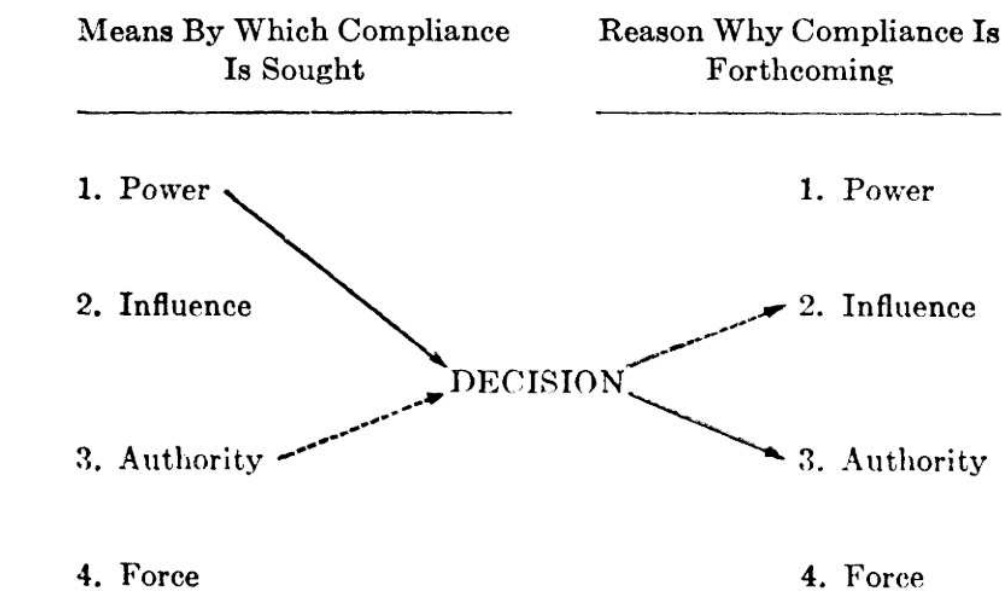 Means By Which Compliance
Is Sought
Reason Why Compliance Is
Forthcoming
1. Power
2. Influence
3. Authority
4. Force
DECISION
1. Power
2. Influence
3. Authority
4. Force